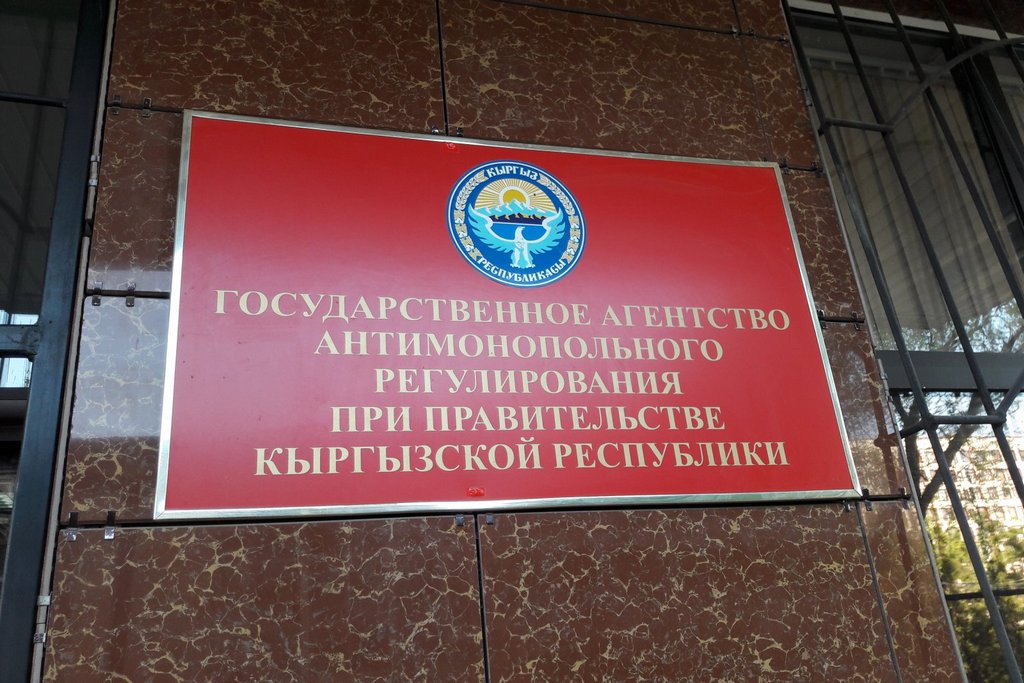 КЫРГЫЗ
РЕСПУБЛИКАСЫ
ГОСУДАРСТВЕННОЕ АГЕНТСТВО
АНТИМОНОПОЛЬНОГО
РЕГУЛИРОВАНИЯ
ПРИ ПРАВИТЕЛЬСТВЕ
КЫРГЫЗСКОЙ РЕСПУБЛИКИ